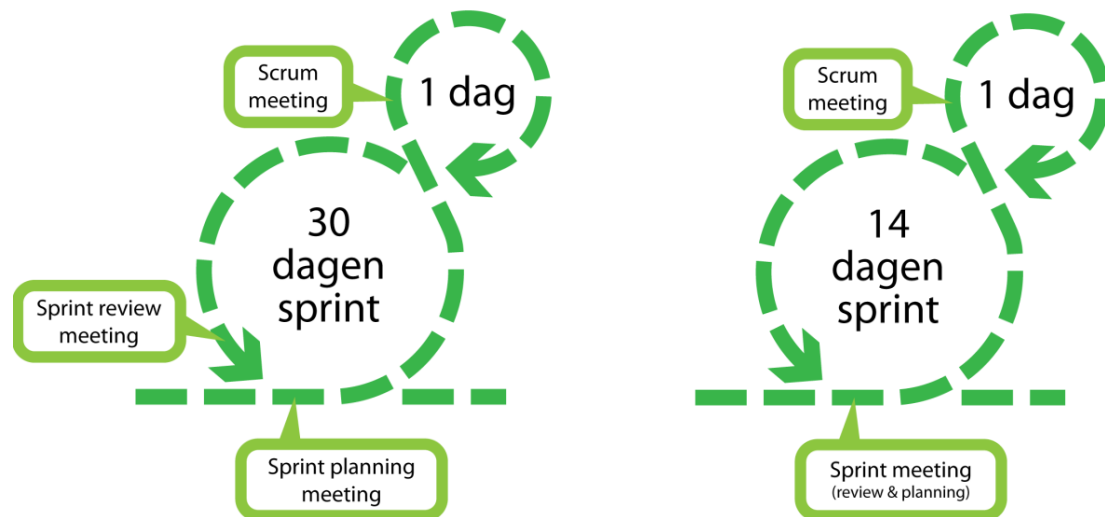 Scrum
meeting
1 dag
30
dagen
sprint
Sprint review
meeting
Sprint planning
meeting
Scrum
meeting
1 dag
14
dagen
sprint
Sprint meeting
(review & planning)